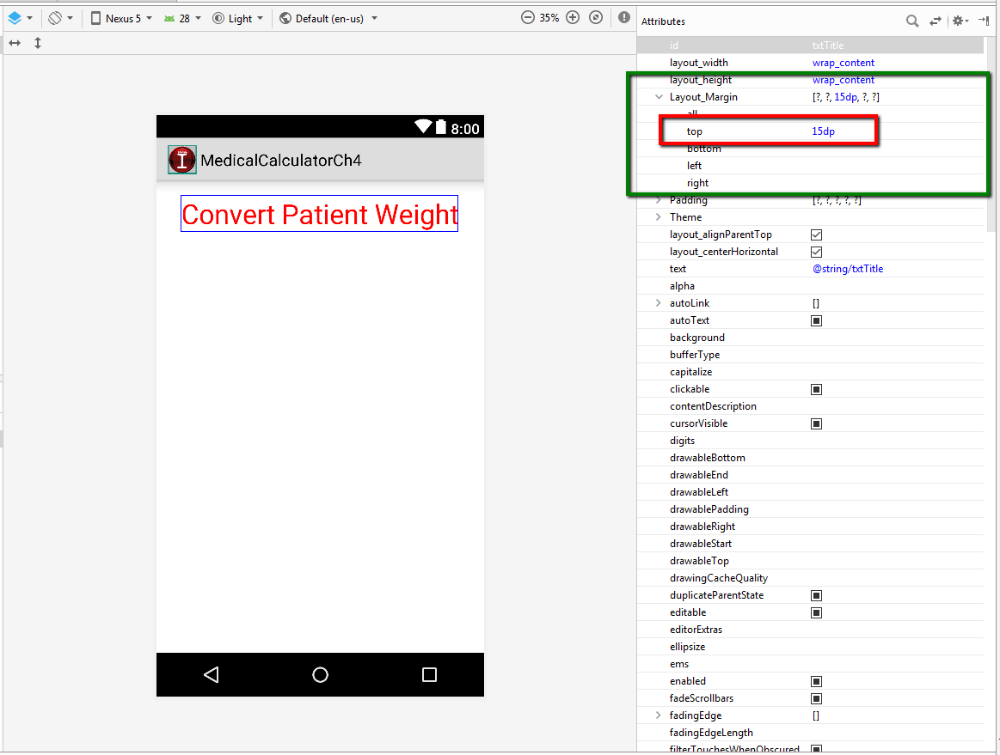 Nexus 5 28 Light Default (en-us) 35%
Attributes
id txtTitle
layout_width wrap_content
layout_height wrap_content
Layout_Margin [?, ?, 15dp, ?, ?]
all
top 15dp
bottom
left
right
Padding [?, ?, ?, ?, ?]
Theme
layout_alignParentTop
layout_centerHorizontal
text @string/txtTitle
alpha
autoLink []
autoText
background
bufferType
capitalize
clickable
contentDescription
cursorVisible
digits
drawableBottom
drawableEnd
drawableLeft
drawablePadding
drawableRight
drawableStart
drawableTop
drawingCacheQuality
duplicateParentState
editable
editorExtras
ellipsize
ems
enabled
fadeScrollbars
fadingEdge []
fadingEdgeLength
filterTouchesWhenObscured
8:00
MedicalCalculatorCh4
Convert Patient Weight